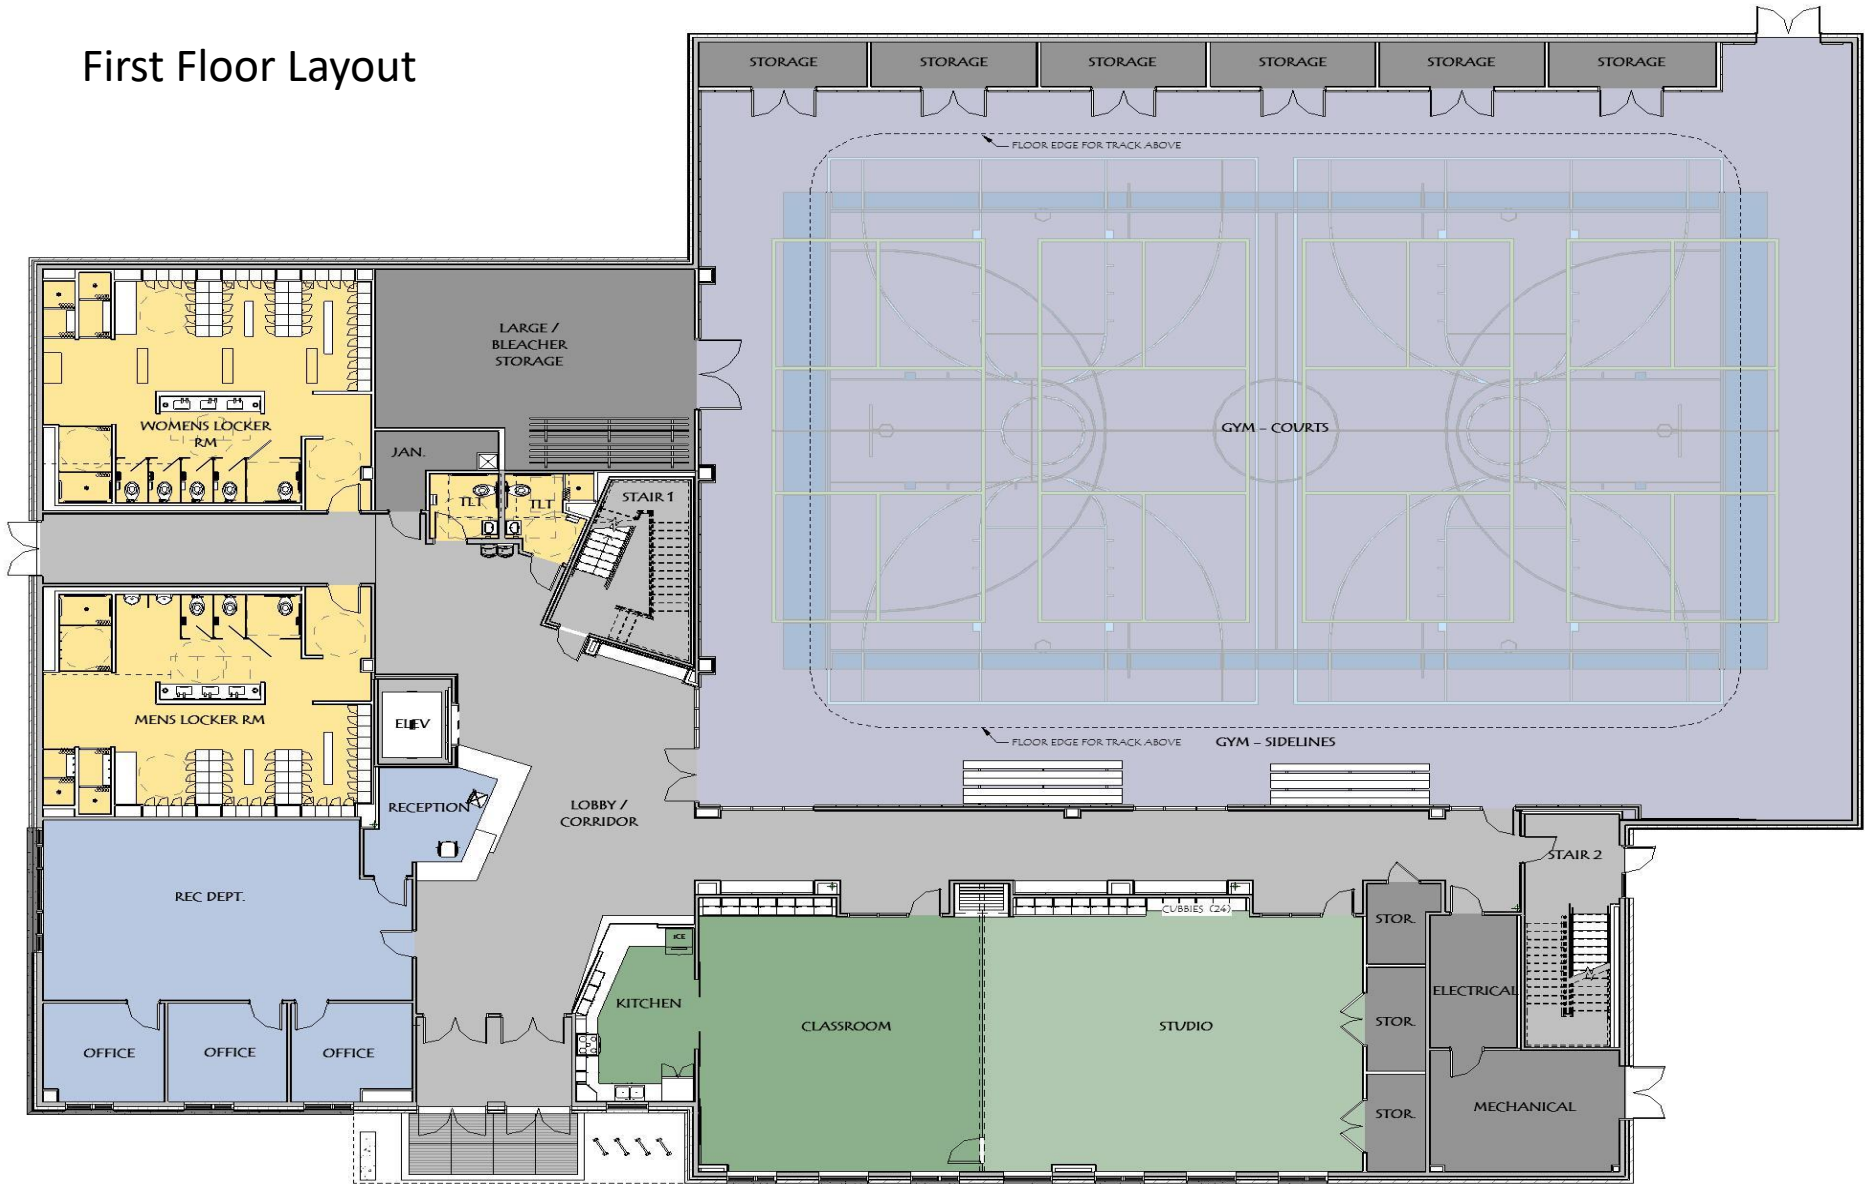 First Floor Layout
STORAGE
STORAGE
STORAGE
STORAGE
STORAGE
STORAGE
FLOOR EDGE FOR TRACK ABOVE
LARGE /
BLEACHER
STORAGE
WOMENS LOCKER
RM
JAN.
GYM - COURTS
TLT
TLT
STAIR 1
MENS LOCKER RM
ELEV
FLOOR EDGE FOR TRACK ABOVE
GYM - SIDELINES
RECEPTION
LOBBY /
CORRIDOR
STAIR 2
REC DEPT.
CUBBIES (24)
STOR.
ICE
KITCHEN
ELECTRICAL
CLASSROOM
STUDIO
STOR.
OFFICE
OFFICE
OFFICE
STOR.
MECHANICAL